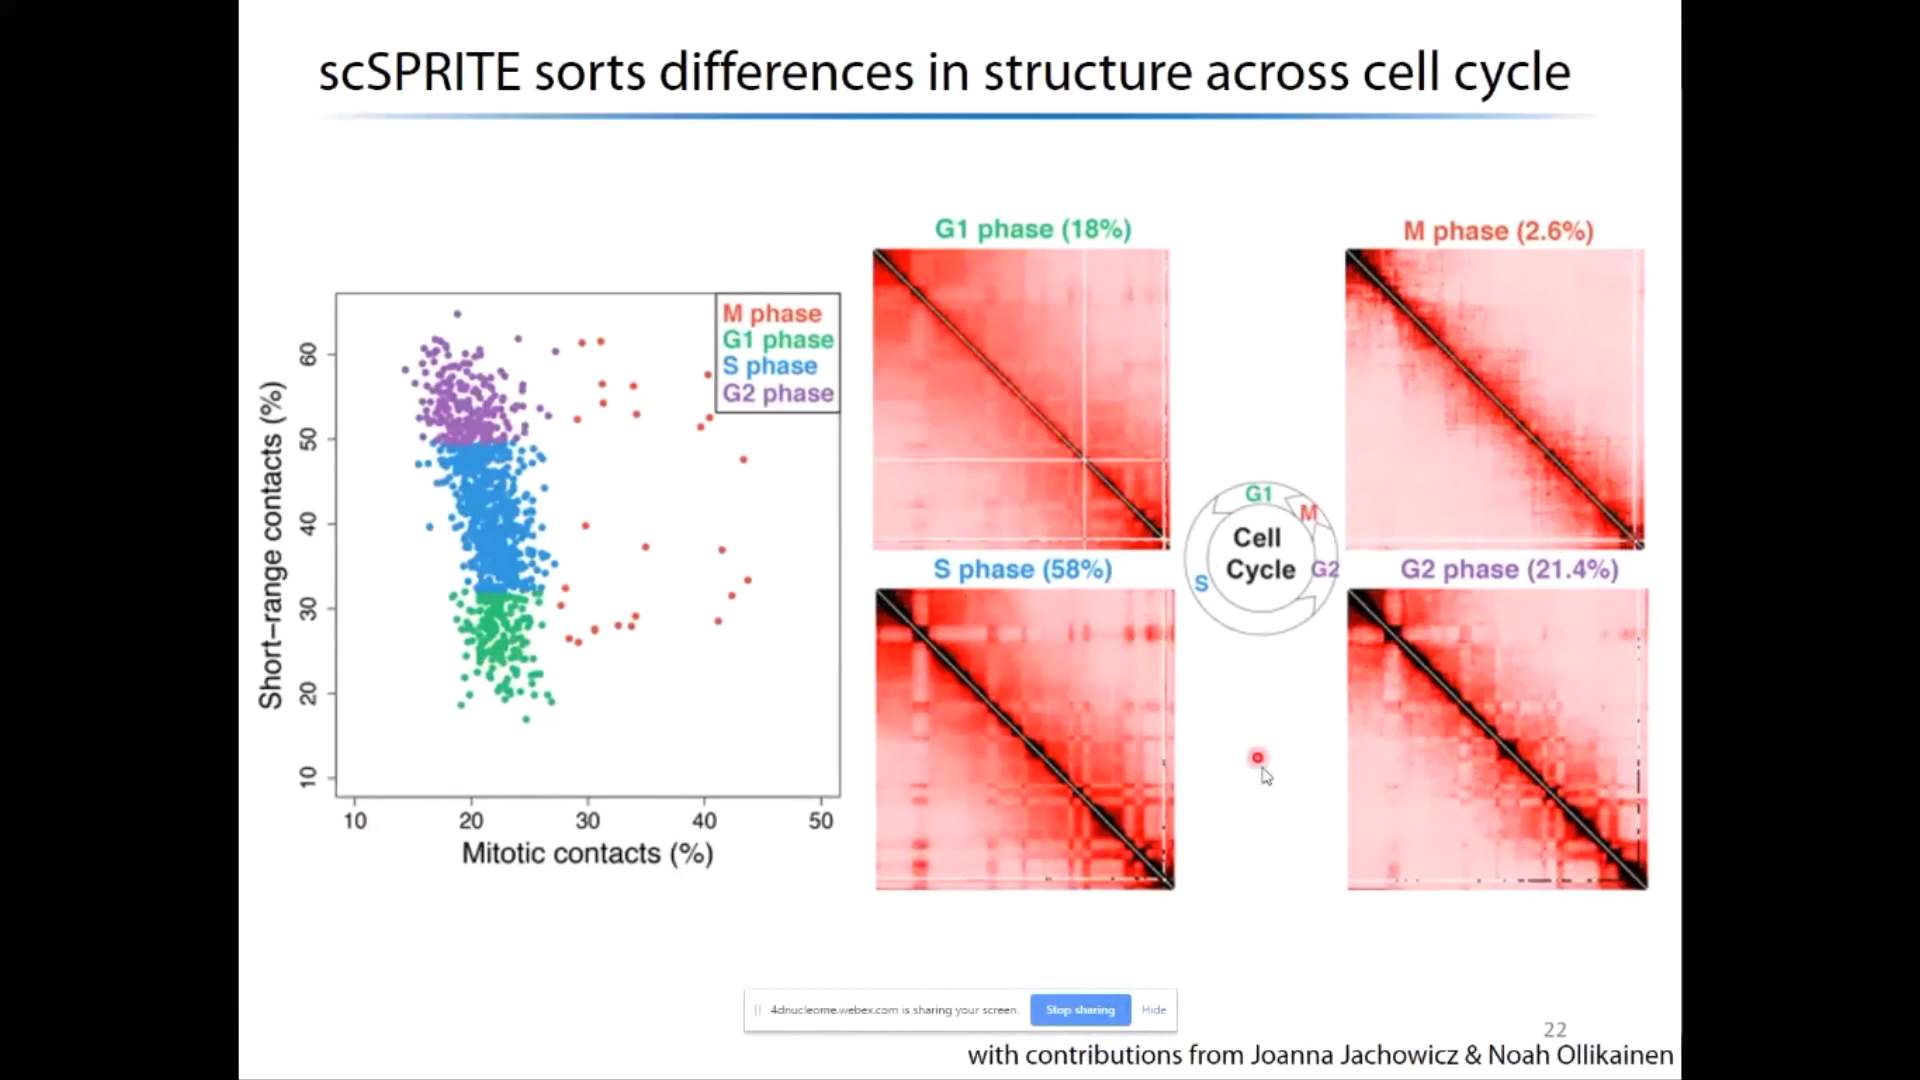 scSPRITE sorts differences in structure across cell cycle
Short-range contacts (%)
60
50
40
30
20
10
10 20 30 40 50
Mitotic contacts (%)
M phase
G1 phase
S phase
G2 phase
G1 phase (18%)
M phase (2.6%)
S phase (58%)
G2 phase (21.4%)
G1
M
G2
S
Cell
Cycle
4dnucleome.webex.com is sharing your screen.
Stop sharing
Hide
22
with contributions from Joanna Jachowicz & Noah Ollikainen